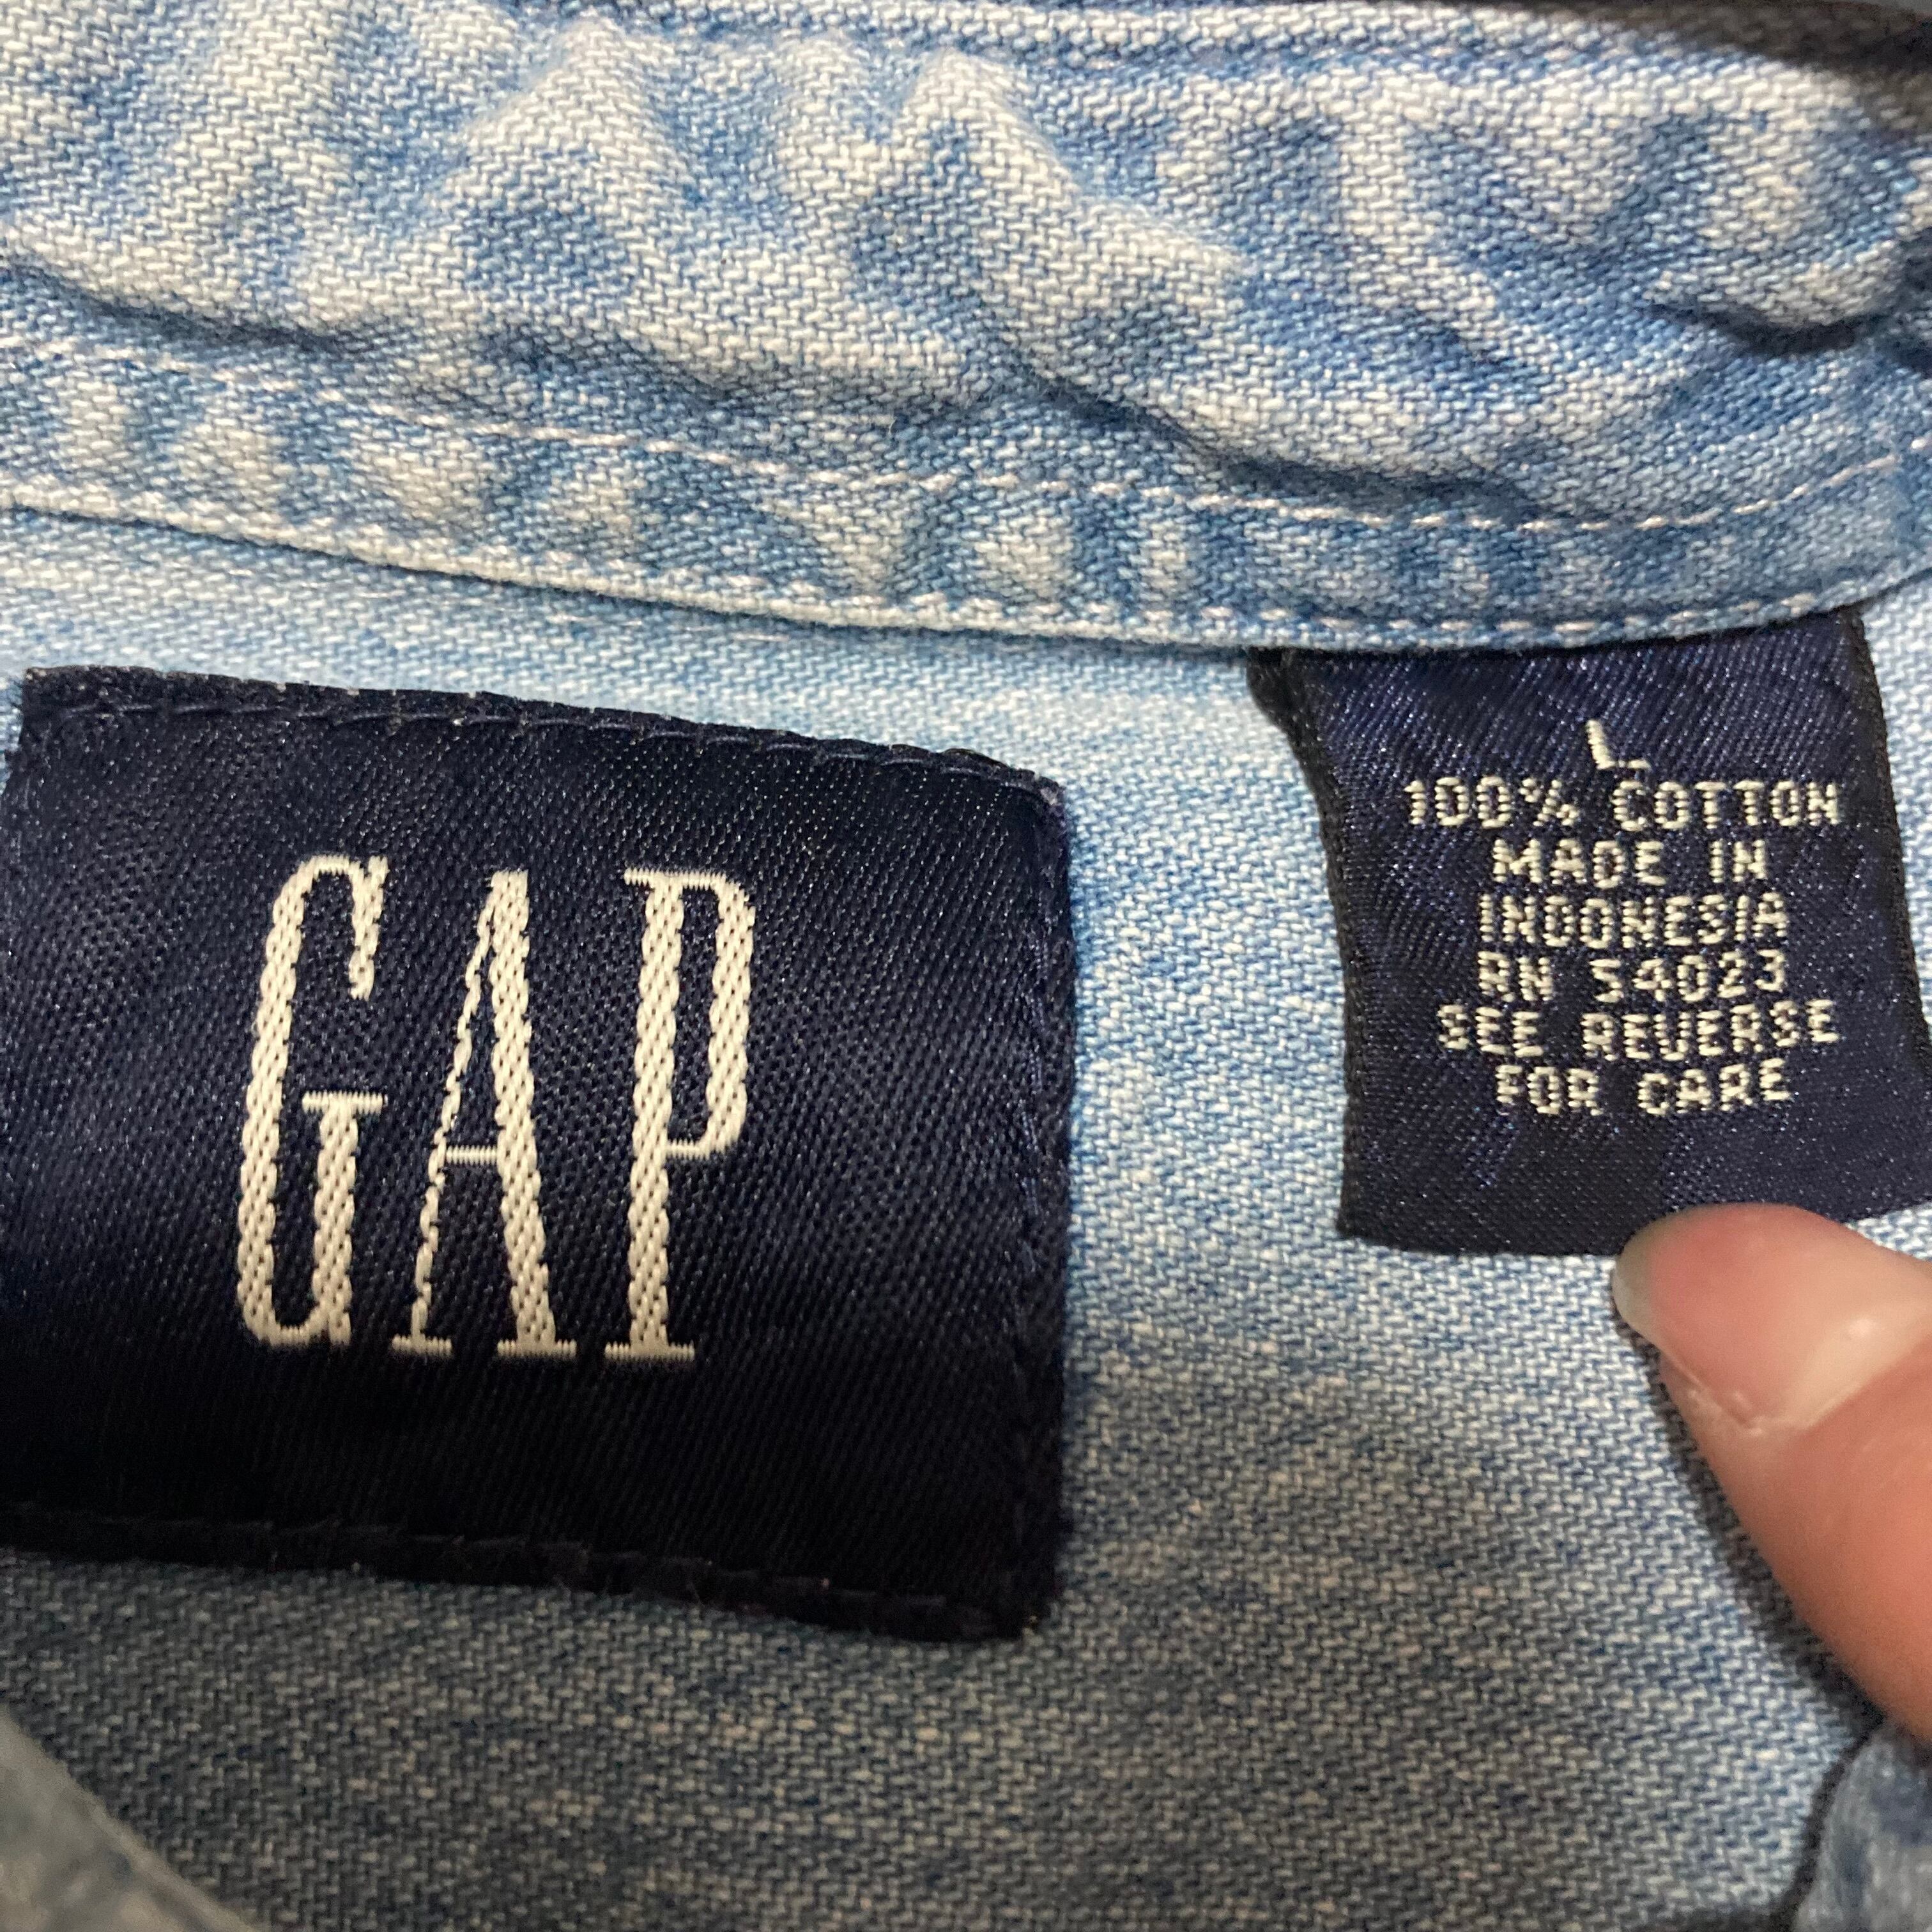 GAP
L
100% COTTON
MADE IN
INDONESIA
RN 54023
SEE REVERSE
FOR CARE